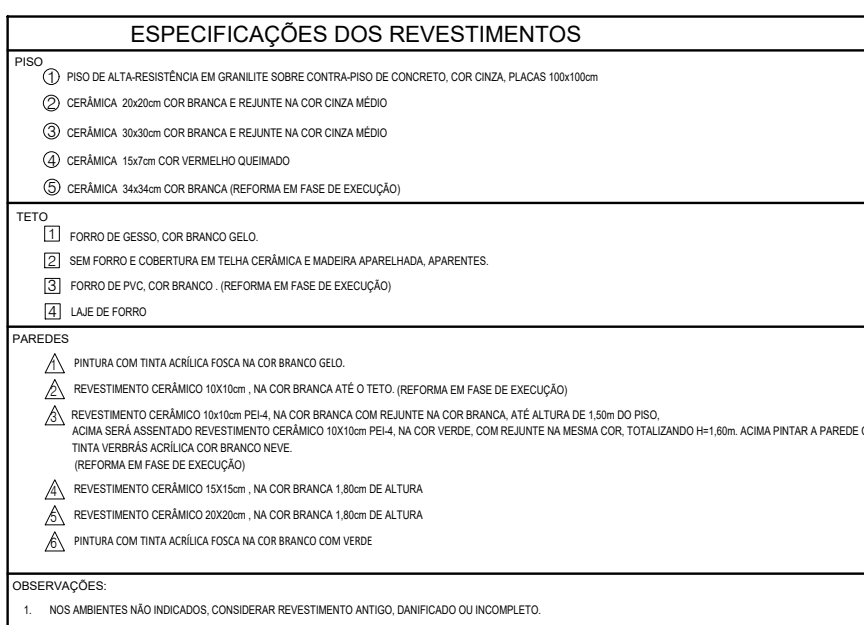 ESPECIFICAÇÕES DOS REVESTIMENTOS
PISO
1 PISO DE ALTA-RESISTÊNCIA EM GRANILITE SOBRE CONTRA-PISO DE CONCRETO, COR CINZA, PLACAS 100x100cm
2 CERÂMICA 20x20cm COR BRANCA E REJUNTE NA COR CINZA MÉDIO
3 CERÂMICA 30x30cm COR BRANCA E REJUNTE NA COR CINZA MÉDIO
4 CERÂMICA 15x7cm COR VERMELHO QUEIMADO
5 CERÂMICA 34x34cm COR BRANCA (REFORMA EM FASE DE EXECUÇÃO)
TETO
1 FORRO DE GESSO, COR BRANCO GELO.
2 SEM FORRO E COBERTURA EM TELHA CERÂMICA E MADEIRA APARELHADA, APARENTES.
3 FORRO DE PVC, COR BRANCO . (REFORMA EM FASE DE EXECUÇÃO)
4 LAJE DE FORRO
PAREDES
1 PINTURA COM TINTA ACRÍLICA FOSCA NA COR BRANCO GELO.
2 REVESTIMENTO CERÂMICO 10X10cm , NA COR BRANCA ATÉ O TETO. (REFORMA EM FASE DE EXECUÇÃO)
3 REVESTIMENTO CERÂMICO 10x10cm PEI-4, NA COR BRANCA COM REJUNTE NA COR BRANCA, ATÉ ALTURA DE 1,50m DO PISO,
ACIMA SERÁ ASSENTADO REVESTIMENTO CERÂMICO 10X10cm PEI-4, NA COR VERDE, COM REJUNTE NA MESMA COR, TOTALIZANDO H=1,60m. ACIMA PINTAR A PAREDE
TINTA VERBRÁS ACRÍLICA COR BRANCO NEVE.
(REFORMA EM FASE DE EXECUÇÃO)
4 REVESTIMENTO CERÂMICO 15X15cm , NA COR BRANCA 1,80cm DE ALTURA
5 REVESTIMENTO CERÂMICO 20X20cm , NA COR BRANCA 1,80cm DE ALTURA
6 PINTURA COM TINTA ACRÍLICA FOSCA NA COR BRANCO COM VERDE
OBSERVAÇÕES:
1. NOS AMBIENTES NÃO INDICADOS, CONSIDERAR REVESTIMENTO ANTIGO, DANIFICADO OU INCOMPLETO.